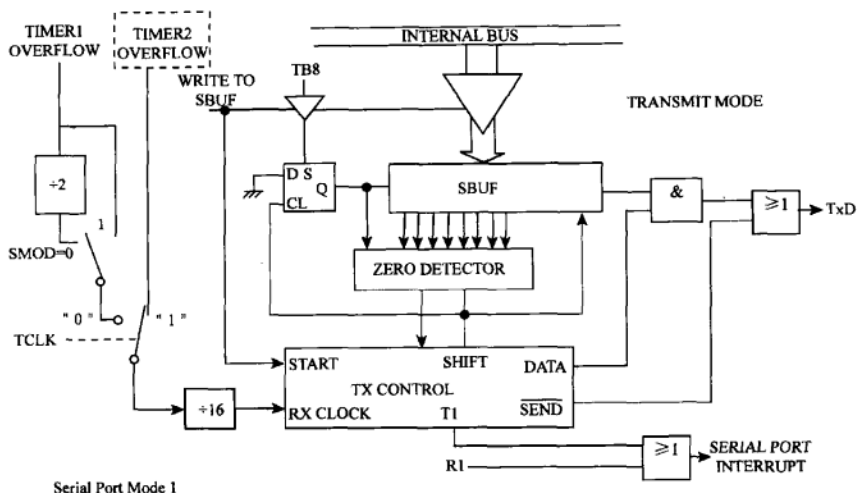 TIMER1
OVERFLOW
TIMER2
OVERFLOW
INTERNAL BUS
TB8
WRITE TO
SBUF
TRANSMIT MODE
D S
Q
CL
SBUF
&
≥1
TxD
÷2
1
SMOD=0
ZERO DETECTOR
"0"
"1"
TCLK
START
SHIFT
DATA
TX CONTROL
÷16
RX CLOCK
T1
SEND
R1
≥1
SERIAL PORT
INTERRUPT
Serial Port Mode 1